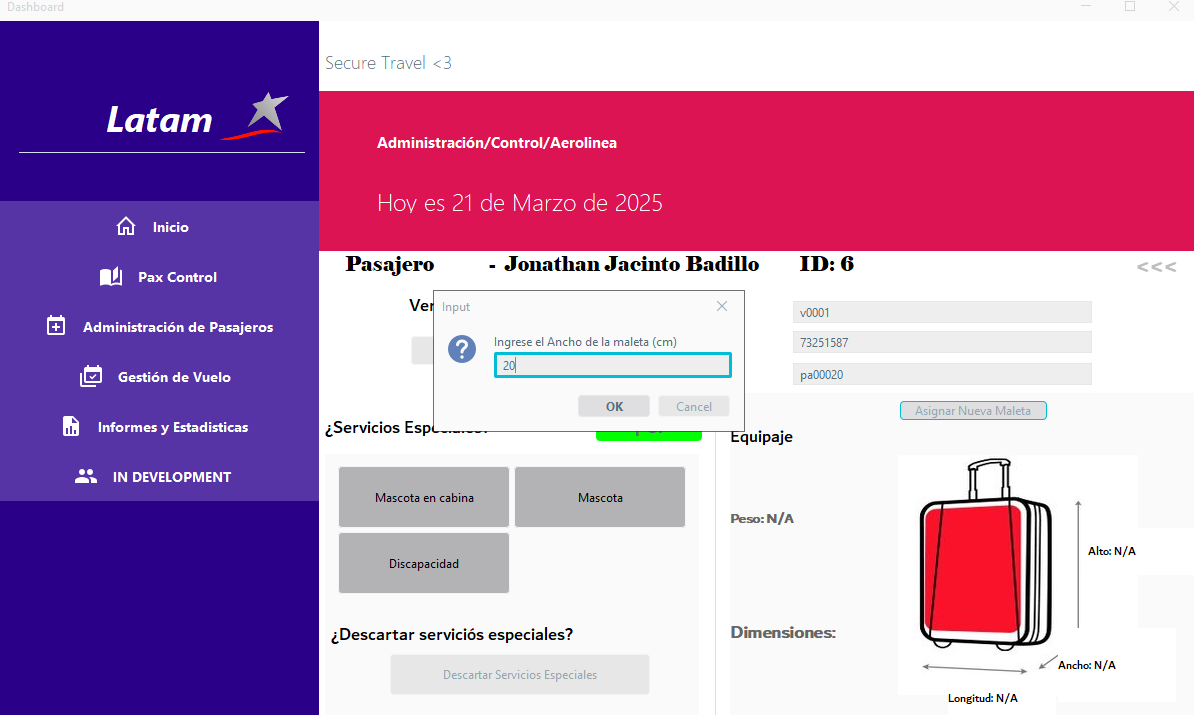 Dashboard
Latam
Inicio
Pax Control
Administración de Pasajeros
Gestión de Vuelo
Informes y Estadisticas
IN DEVELOPMENT
Secure Travel <3
Administración/Control/Aerolinea
Hoy es 21 de Marzo de 2025
Pasajero - Jonathan Jacinto Badillo ID: 6
<<<
Ver
Input
Ingrese el Ancho de la maleta (cm)
20
OK Cancel
v0001
73251587
pa00020
¿Servicios Especiales?
Mascota en cabina Mascota
Discapacidad
¿Descartar serviciós especiales?
Descartar Servicios Especiales
Asignar Nueva Maleta
Equipaje
Peso: N/A
Alto: N/A
Dimensiones:
Ancho: N/A
Longitud: N/A